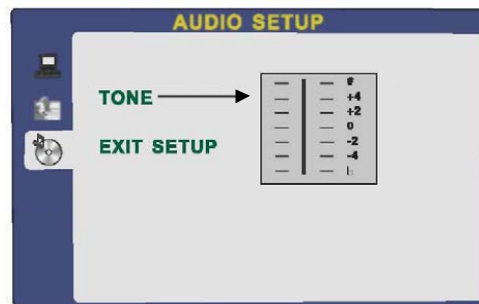 AUDIO SETUP
TONE
EXIT SETUP
#
+4
+2
0
-2
-4
♭